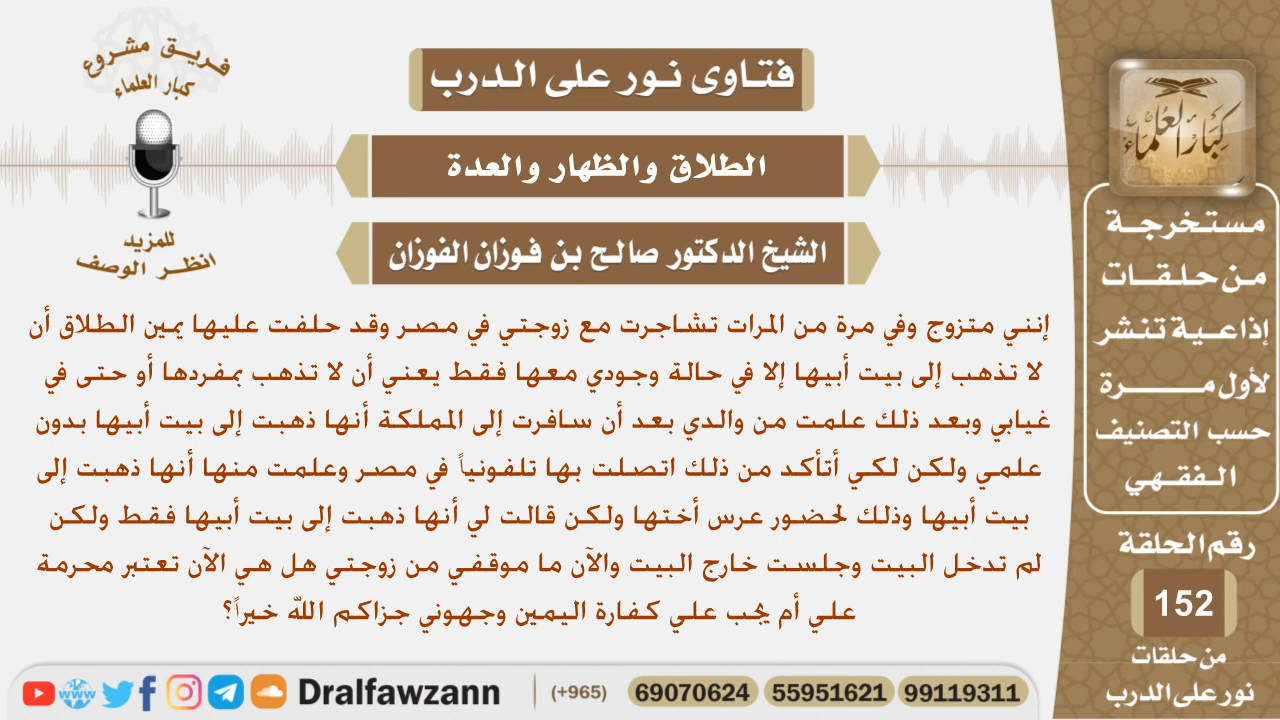 فريق مشروع
كبار العلماء
للمزيد
انظر الوصف
فتاوى نور على الدرب
الطلاق والظهار والعدة
الشيخ الدكتور صالح بن فوزان الفوزان
إنني متزوج وفي مرة من المرات تشاجرت مع زوجتي في مصر وقد حلفت عليها يمين الطلاق أن
لا تذهب إلى بيت أبيها إلا في حالة وجودي معها فقط يعني أن لا تذهب بمفردها أو حتى في
غيابي وبعد ذلك علمت من والدي بعد أن سافرت إلى المملكة أنها ذهبت إلى بيت أبيها بدون
علمي ولكن لكي أتأكد من ذلك اتصلت بها تلفونياً في مصر وعلمت منها أنها ذهبت إلى
بيت أبيها وذلك لحضور عرس أختها ولكن قالت لي أنها ذهبت إلى بيت أبيها فقط ولكن
لم تدخل البيت وجلست خارج البيت والآن ما موقفي من زوجتي هل هي الآن تعتبر محرمة
علي أم يجب علي كفارة اليمين وجهوني جزاكم الله خيراً؟
كبار العلماء
مستخرجة
من حلقات
إذاعية تنشر
لأول مرة
حسب التصنيف
الفقهي
رقم الحلقة
152
من حلقات
نور على الدرب
www
Dralfawzann
(+965)
69070624
55951621
99119311